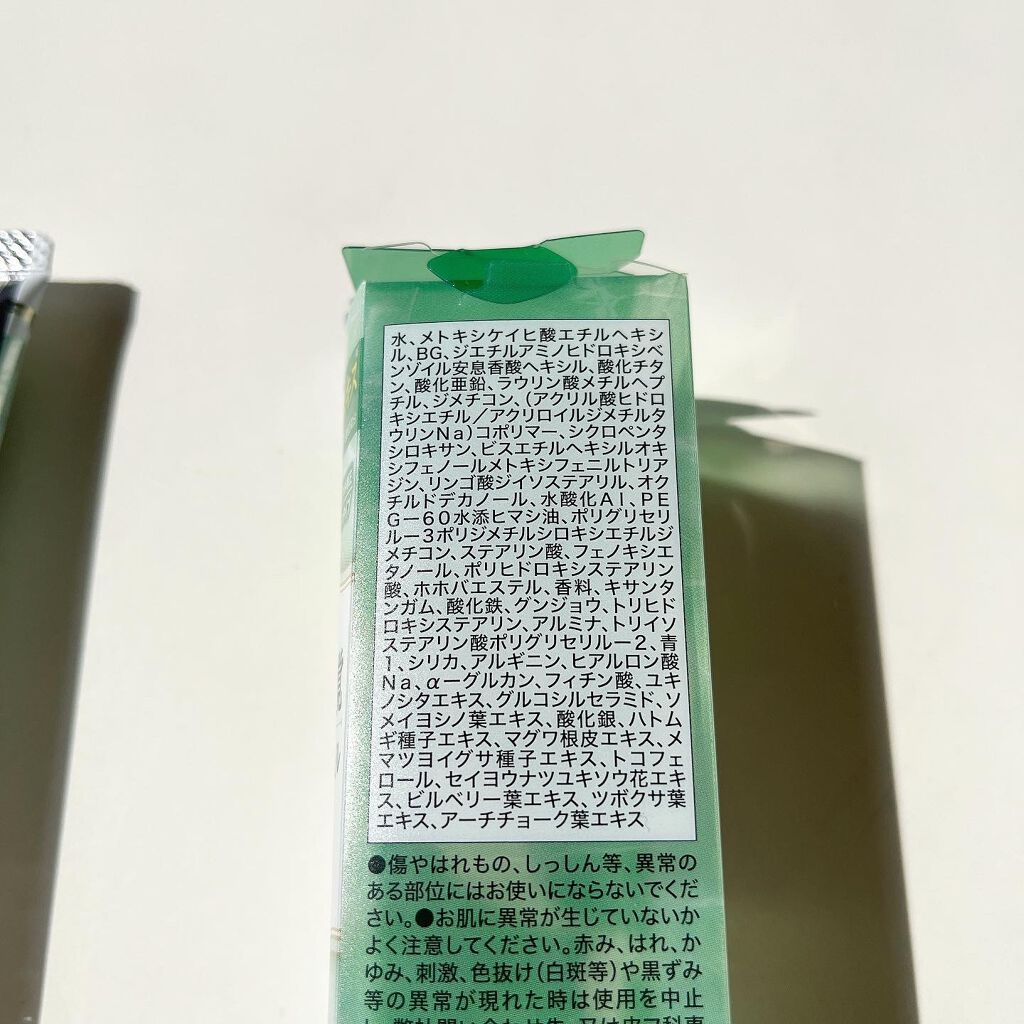 水、メトキシケイヒ酸エチルヘキシ
ル、BG、ジエチルアミノヒドロキシベ
ンゾイル安息香酸ヘキシル、酸化チタ
ン、酸化亜鉛、ラウリン酸メチルヘプ
チル、ジメチコン、(アクリル酸ヒドロ
キシエチル/アクリロイルジメチルタ
ウリンNa)コポリマー、シクロペンタ
シロキサン、ビスエチルヘキシルオキ
シフェノールメトキシフェニルトリア
ジン、リンゴ酸ジイソステアリル、オク
チルドデカノール、水酸化Al、PE
G-60水添ヒマシ油、ポリグリセリ
ル-3ポリジメチルシロキシエチルジ
メチコン、ステアリン酸、フェノキシエ
タノール、ポリヒドロキシステアリン
酸、ホホバエステル、香料、キサンタ
ンガム、酸化鉄、グンジョウ、トリヒド
ロキシステアリン、アルミナ、トリイソ
ステアリン酸ポリグリセリル-2、青
1、シリカ、アルギニン、ヒアルロン酸
Na、α-グルカン、フィチン酸、ユキ
ノシタエキス、グルコシルセラミド、ソ
メイヨシノ葉エキス、酸化銀、ハトム
ギ種子エキス、マグワ根皮エキス、メ
マツヨイグサ種子エキス、トコフェ
ロール、セイヨウナツユキソウ花エキ
ス、ビルベリー葉エキス、ツボクサ葉
エキス、アーチチョーク葉エキス
●傷やはれもの、しっしん等、異常の
ある部位にはお使いにならないでくだ
さい。●お肌に異常が生じていないか
よく注意してください。赤み、はれ、か
ゆみ、刺激、色抜け(白斑等)や黒ずみ
等の異常が現れた時は使用を中止